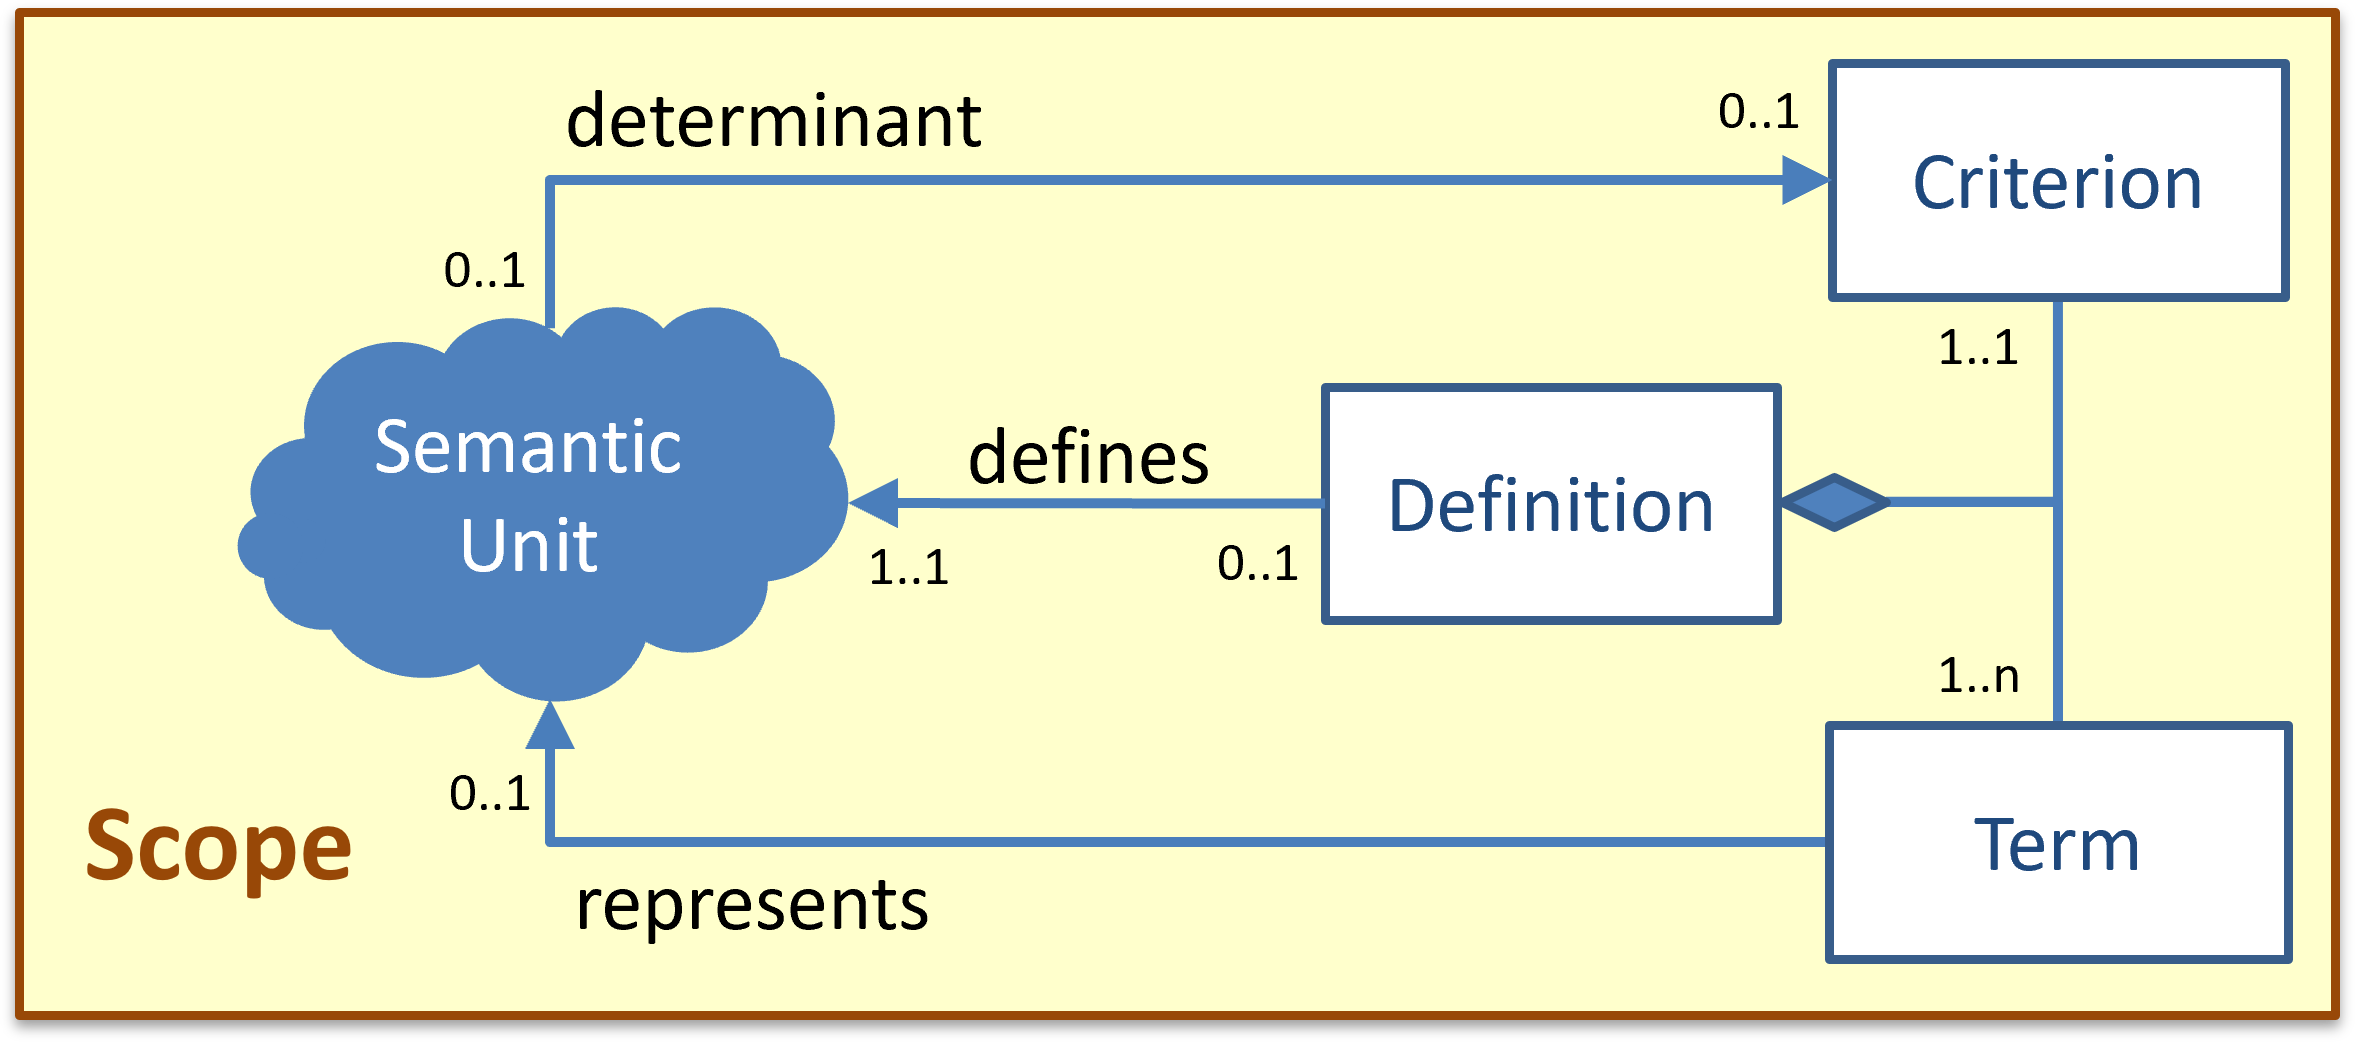 determinant
0..1
Criterion
0..1
1..1
Semantic
Unit
defines
Definition
1..1
0..1
1..n
0..1
Scope
Term
represents